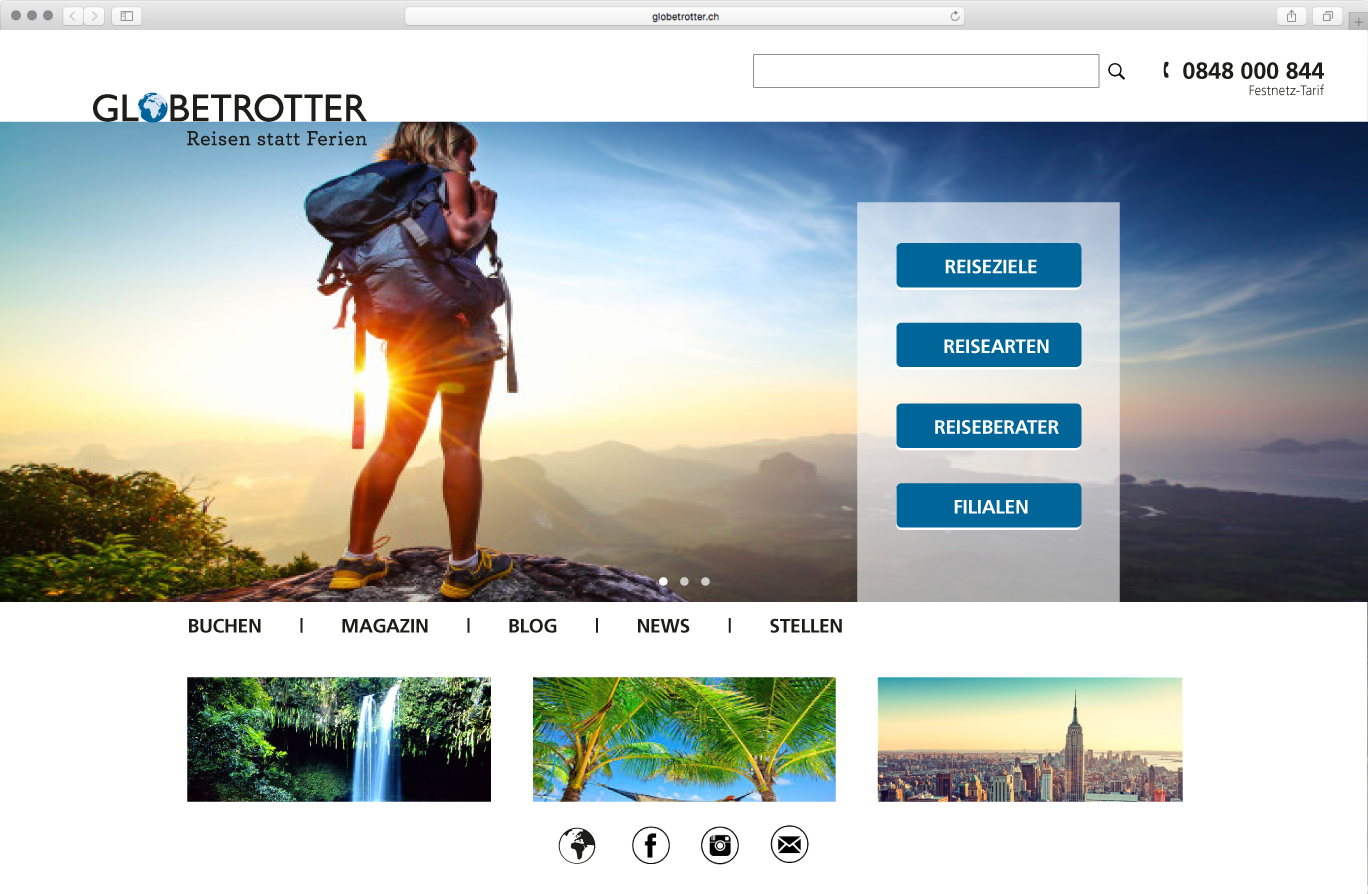 globetrotter.ch
0848 000 844
Festnetz-Tarif
GLOBETROTTER
Reisen statt Ferien
REISEZIELE
REISEARTEN
REISEBERATER
FILIALEN
BUCHEN | MAGAZIN | BLOG | NEWS | STELLEN